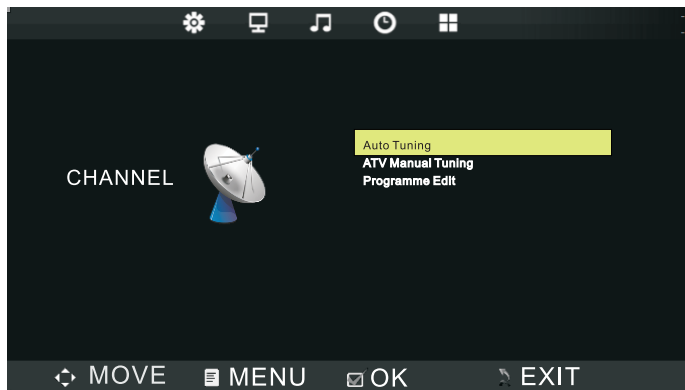 CHANNEL
Auto Tuning
ATV Manual Tuning
Programme Edit
MOVE MENU OK EXIT